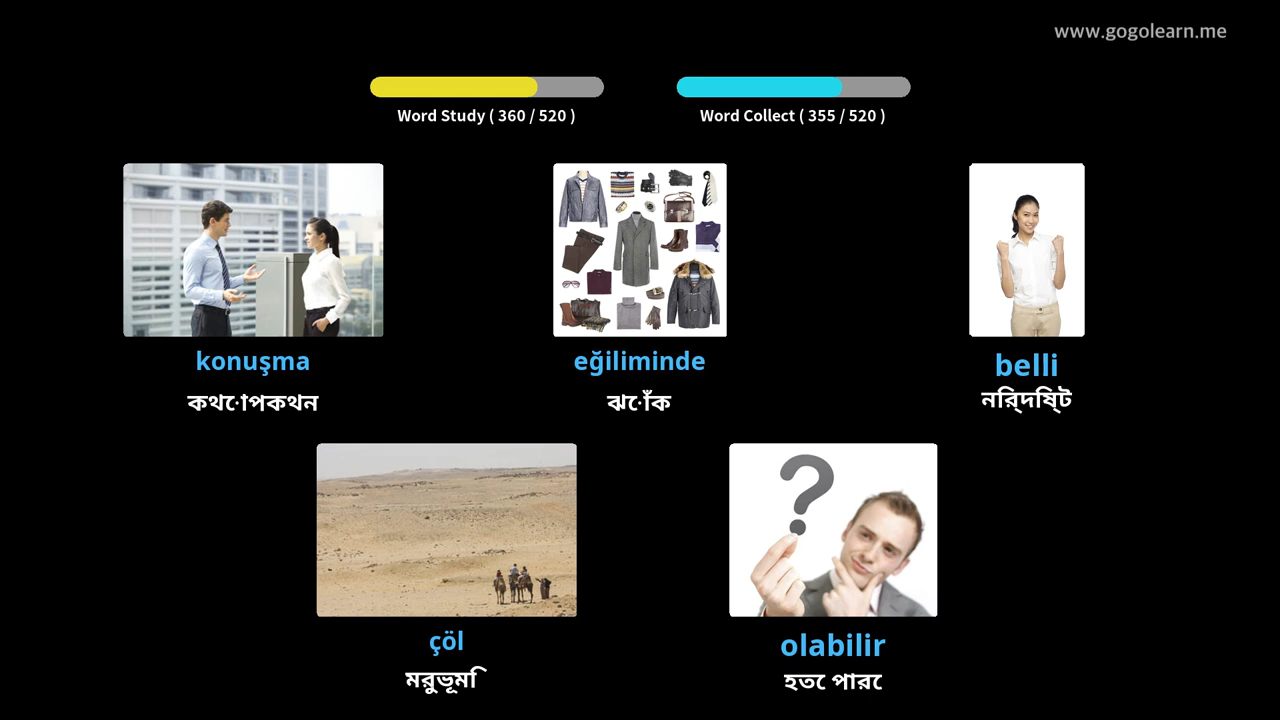 www.gogolearn.me
Word Study ( 360 / 520 )
Word Collect ( 355 / 520 )
konuşma
eğiliminde
belli
কথোপকথন
ঝোঁক
নির্দিষ্ট
çöl
olabilir
মরুভূমি
হতে পারে